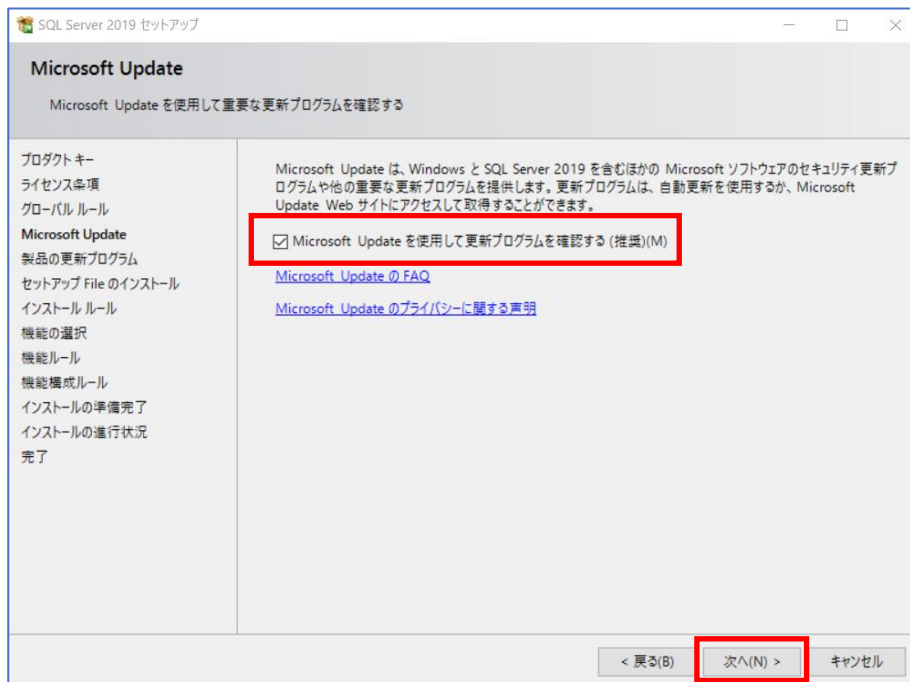 SQL Server 2019 セットアップ
Microsoft Update
Microsoft Update を使用して重要な更新プログラムを確認する
プロダクト キー
ライセンス条項
グローバル ルール
Microsoft Update
製品の更新プログラム
セットアップ File のインストール
インストール ルール
機能の選択
機能ルール
機能構成ルール
インストールの準備完了
インストールの進行状況
完了
Microsoft Update は、Windows と SQL Server 2019 を含むほかの Microsoft ソフトウェアのセキュリティ更新プ
ログラムや他の重要な更新プログラムを提供します。更新プログラムは、自動更新を使用するか、Microsoft
Update Web サイトにアクセスして取得することができます。
Microsoft Update を使用して更新プログラムを確認する (推奨)(M)
Microsoft Update の FAQ
Microsoft Update のプライバシーに関する声明
< 戻る(B)
次へ(N) >
キャンセル